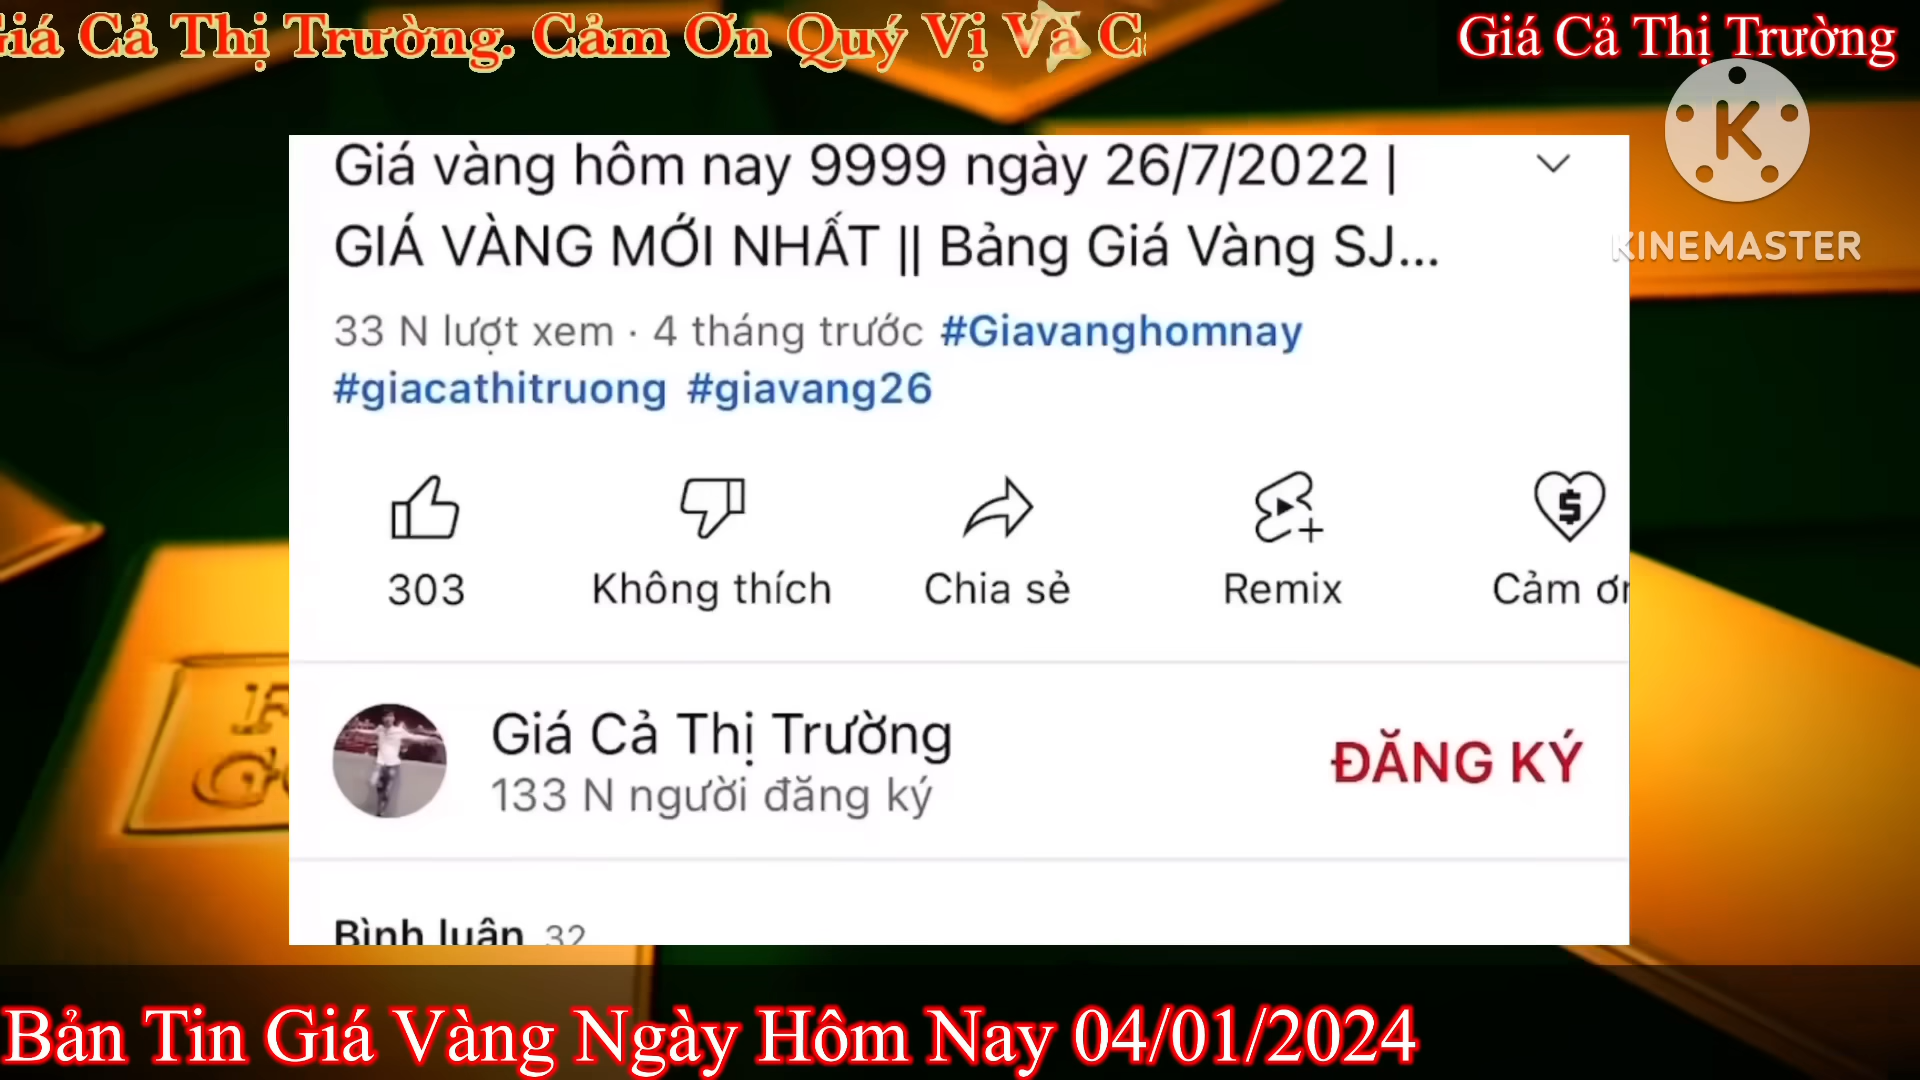 Giá Cả Thị Trường. Cảm Ơn Quý Vị Và
Giá Cả Thị Trường
K
KINEMASTER
Giá vàng hôm nay 9999 ngày 26/7/2022 |
GIÁ VÀNG MỚI NHẤT || Bảng Giá Vàng SJ...
33 N lượt xem · 4 tháng trước #Giavanghomnay
#giacathitruong #giavang26
303 Không thích Chia sẻ Remix Cảm ơn
Giá Cả Thị Trường
133 N người đăng ký
ĐĂNG KÝ
Bình luận 32
Bản Tin Giá Vàng Ngày Hôm Nay 04/01/2024